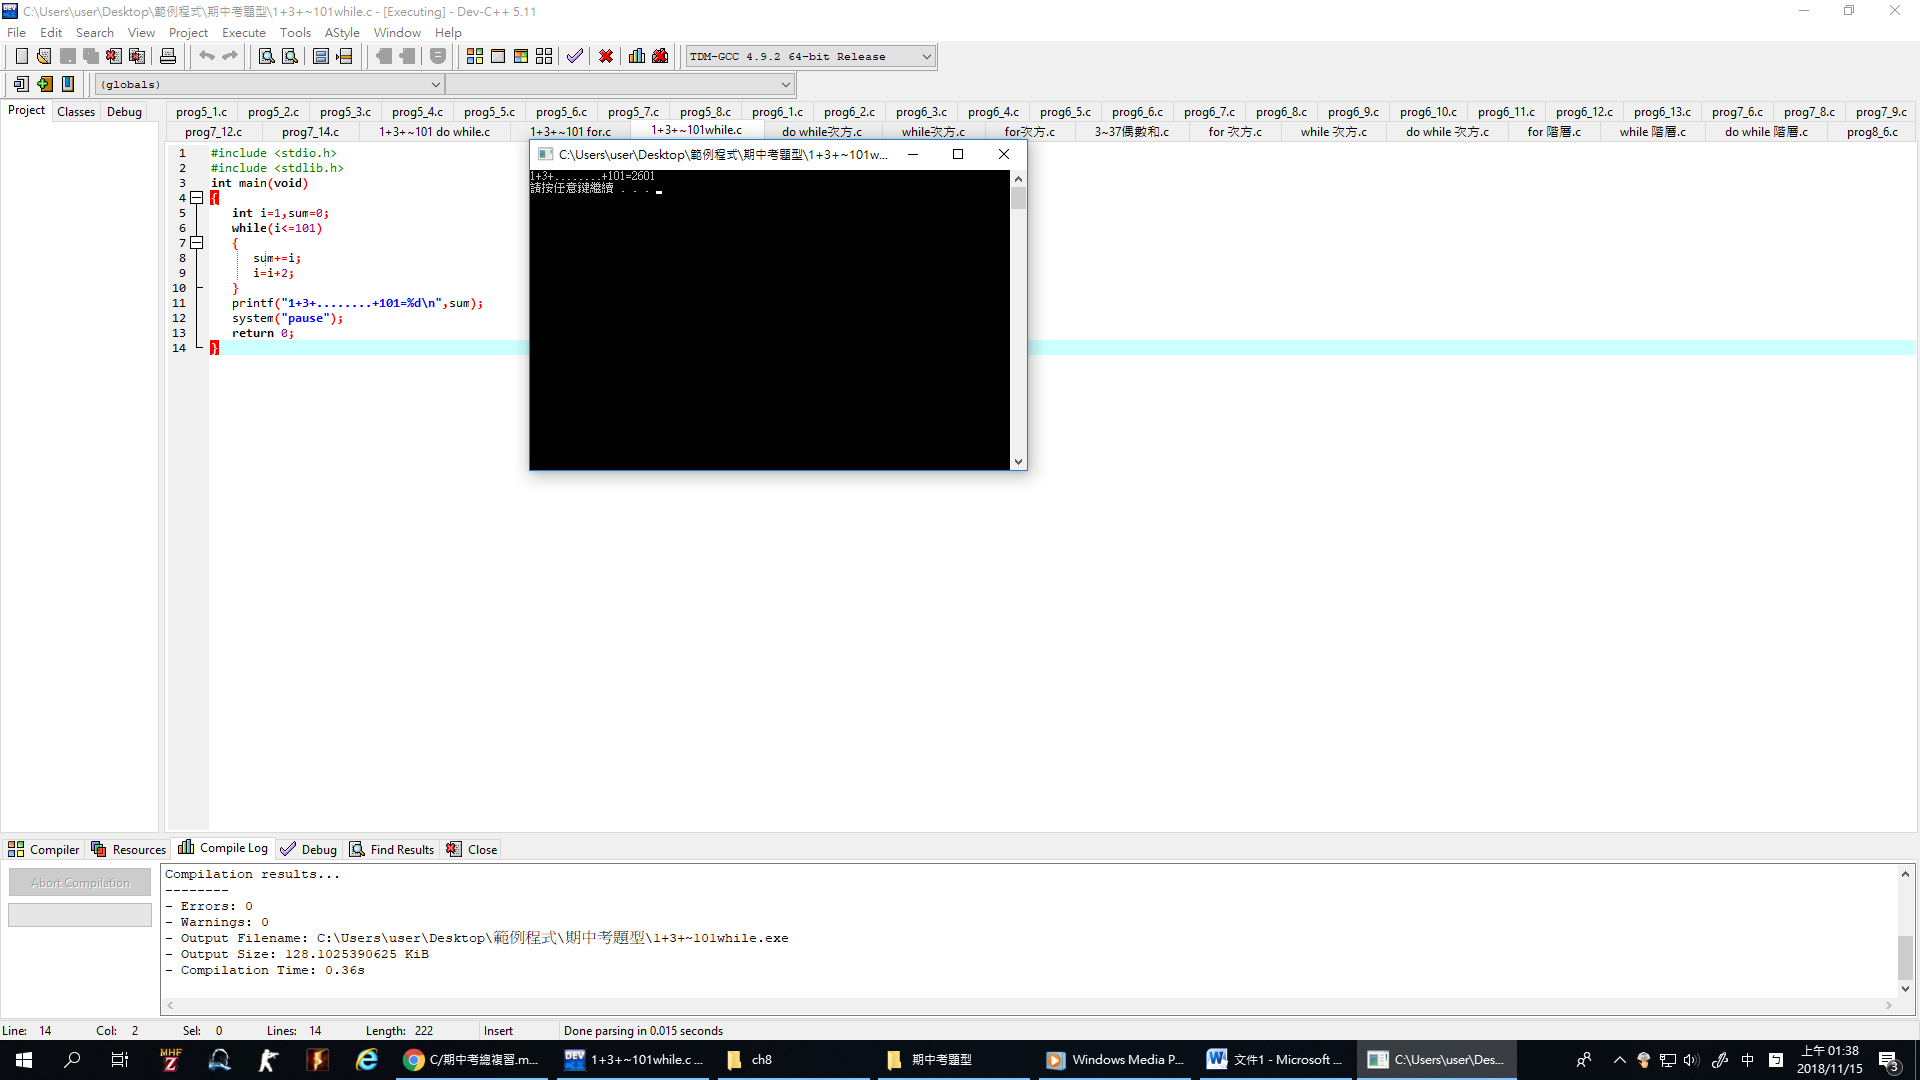 C:\Users\user\Desktop\範例程式\期中考題型\1+3+~101while.c - [Executing] - Dev-C++ 5.11
File Edit Search View Project Execute Tools AStyle Window Help
TDM-GCC 4.9.2 64-bit Release
(globals)
Project Classes Debug
prog5_1.c prog5_2.c prog5_3.c prog5_4.c prog5_5.c prog5_6.c prog5_7.c prog5_8.c prog6_1.c prog6_2.c prog6_3.c prog6_4.c prog6_5.c prog6_6.c prog6_7.c prog6_8.c prog6_9.c prog6_10.c prog6_11.c prog6_12.c prog6_13.c prog7_6.c prog7_8.c prog7_9.c
prog7_12.c prog7_14.c 1+3+~101 do while.c 1+3+~101 for.c 1+3+~101while.c do while次方.c while次方.c for次方.c 3~37偶數和.c for 次方.c while 次方.c do while 次方.c for 階層.c while 階層.c do while 階層.c prog8_6.c
1 #include <stdio.h>
2 #include <stdlib.h>
3 int main(void)
4 {
5 int i=1,sum=0;
6 while(i<=101)
7 {
8 sum+=i;
9 i=i+2;
10 }
11 printf("1+3+........+101=%d\n",sum);
12 system("pause");
13 return 0;
14 }
C:\Users\user\Desktop\範例程式\期中考題型\1+3+~101w...
1+3+........+101=2601
請按任意鍵繼續 . . .
Compiler Resources Compile Log Debug Find Results Close
Abort Compilation
Compilation results...
--------
- Errors: 0
- Warnings: 0
- Output Filename: C:\Users\user\Desktop\範例程式\期中考題型\1+3+~101while.exe
- Output Size: 128.1025390625 KiB
- Compilation Time: 0.36s
Line: 14 Col: 2 Sel: 0 Lines: 14 Length: 222 Insert Done parsing in 0.015 seconds
MHF Z
C/期中考總複習.m...
DEV 1+3+~101while.c ...
ch8
期中考題型
Windows Media P...
文件1 - Microsoft ...
C:\Users\user\Des...
中
上午 01:38
2018/11/15
3